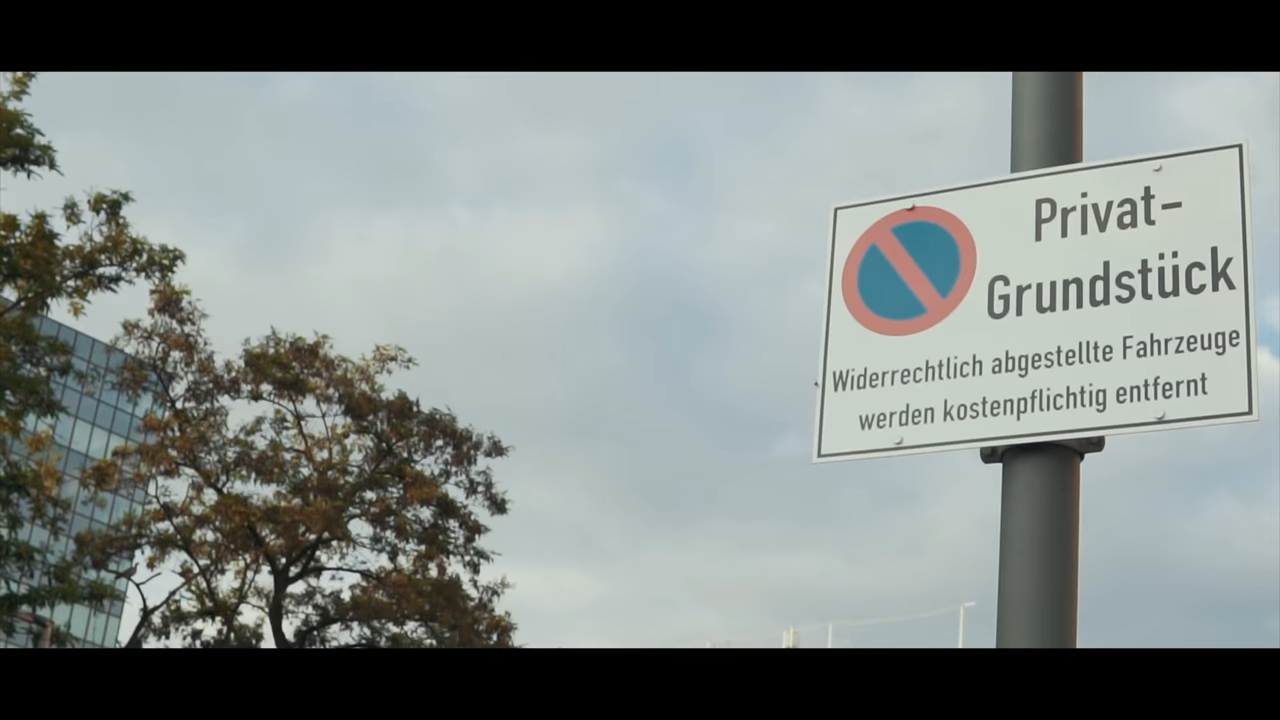 Privat-
Grundstück
Widerrechtlich abgestellte Fahrzeuge
werden kostenpflichtig entfernt